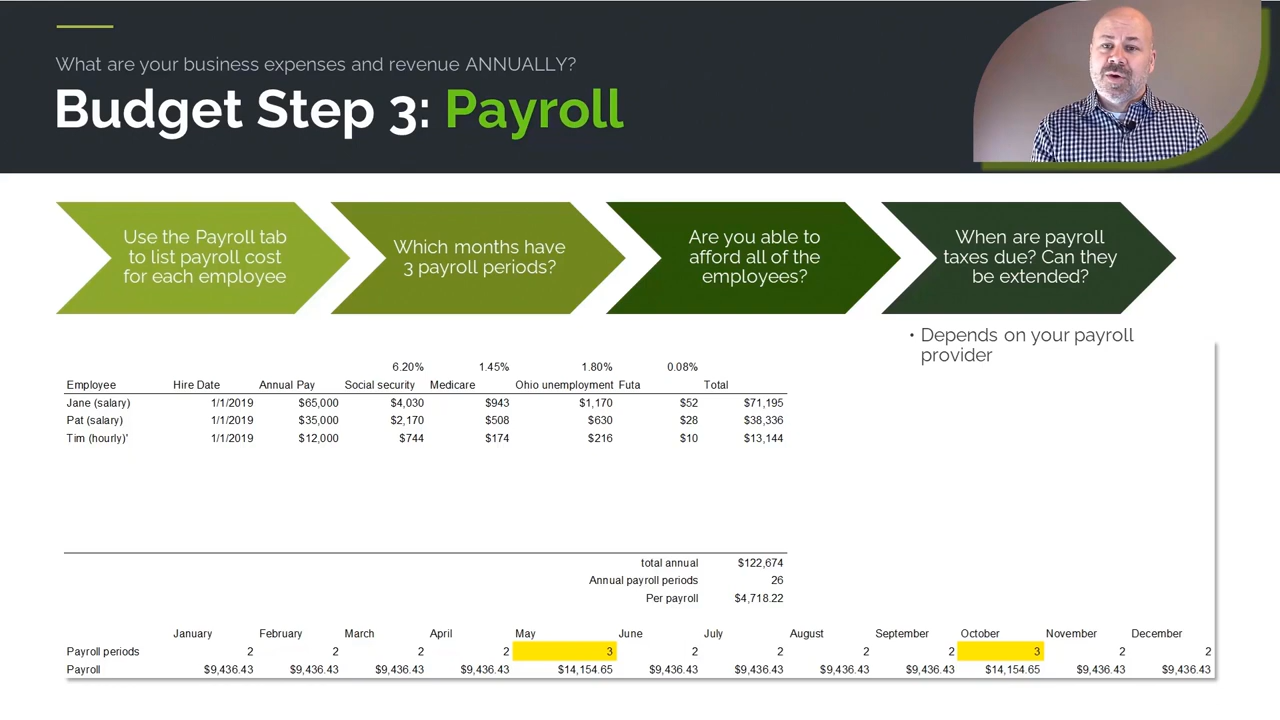 What are your business expenses and revenue ANNUALLY?
Budget Step 3: Payroll
Use the Payroll tab
to list payroll cost
for each employee
Which months have
3 payroll periods?
Are you able to
afford all of the
employees?
When are payroll
taxes due? Can they
be extended?
• Depends on your payroll
provider
6.20% 1.45% 1.80% 0.08%
Employee Hire Date Annual Pay Social security Medicare Ohio unemployment Futa Total
Jane (salary) 1/1/2019 $65,000 $4,030 $943 $1,170 $52 $71,195
Pat (salary) 1/1/2019 $35,000 $2,170 $508 $630 $28 $38,336
Tim (hourly)' 1/1/2019 $12,000 $744 $174 $216 $10 $13,144
total annual $122,674
Annual payroll periods 26
Per payroll $4,718.22
January February March April May June July August September October November December
Payroll periods 2 2 2 2 3 2 2 2 2 3 2 2
Payroll $9,436.43 $9,436.43 $9,436.43 $9,436.43 $14,154.65 $9,436.43 $9,436.43 $9,436.43 $9,436.43 $14,154.65 $9,436.43 $9,436.43